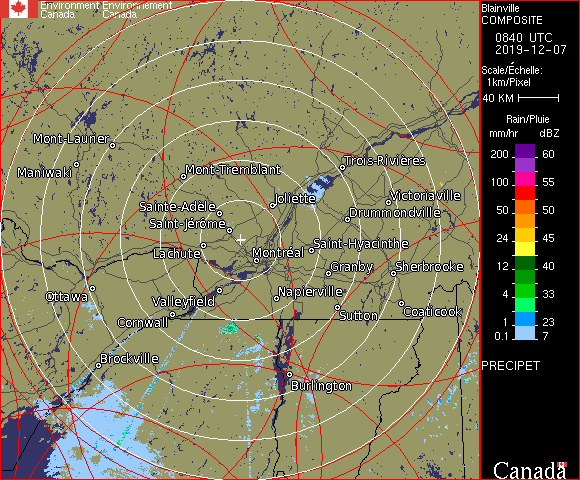 Environment Environnement
Canada Canada
Blainville
COMPOSITE
0840 UTC
2019-12-07
Scale/Échelle:
1km/Pixel
40 KM
Rain/Pluie
mm/hr dBZ
200 60
100 55
50 50
24 45
12 40
4 33
1 23
0.1 7
PRECIPET
Canada
Mont-Laurier
Maniwaki
Mont-Tremblant
Trois-Rivières
Joliette
Victoriaville
Sainte-Adèle
Drummondville
Saint-Jérôme
Saint-Hyacinthe
Lachute
Montréal
Granby
Sherbrooke
Ottawa
Valleyfield
Napierville
Cornwall
Sutton
Coaticook
Brockville
Burlington